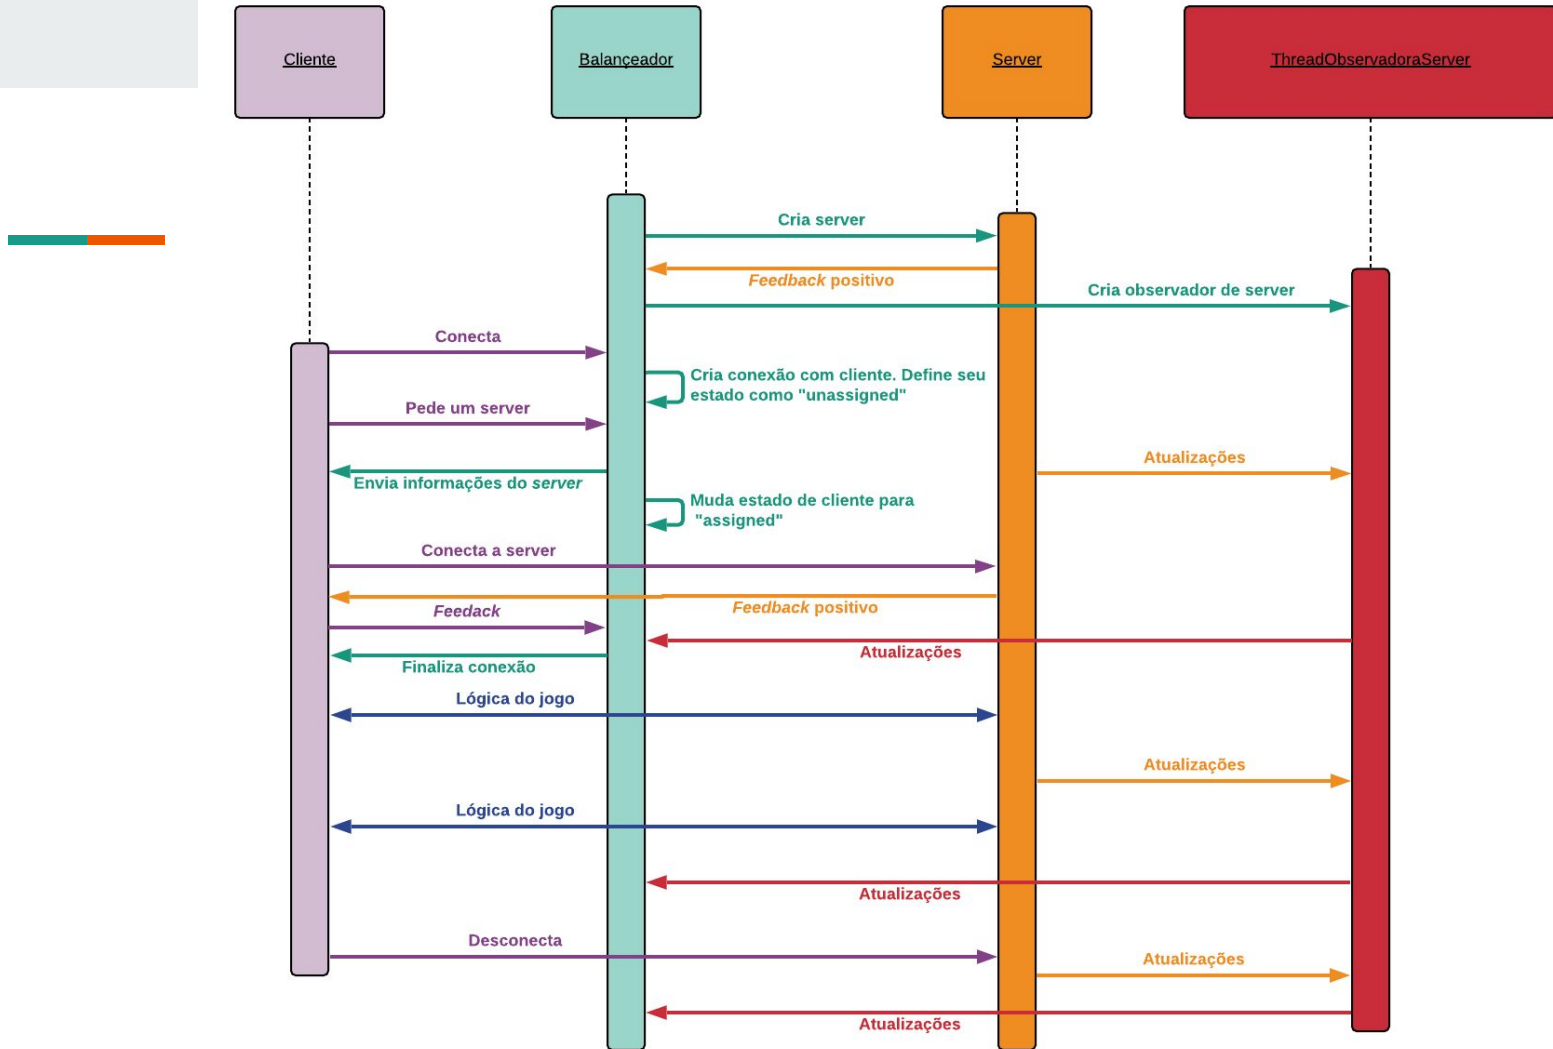 Cliente
Balançeador
Server
ThreadObservadoraServer
Cria server
Feedback positivo
Cria observador de server
Conecta
Cria conexão com cliente. Define seu
estado como "unassigned"
Pede um server
Atualizações
Envia informações do server
Muda estado de cliente para
"assigned"
Conecta a server
Feedback positivo
Feedack
Atualizações
Finaliza conexão
Lógica do jogo
Atualizações
Lógica do jogo
Atualizações
Desconecta
Atualizações
Atualizações